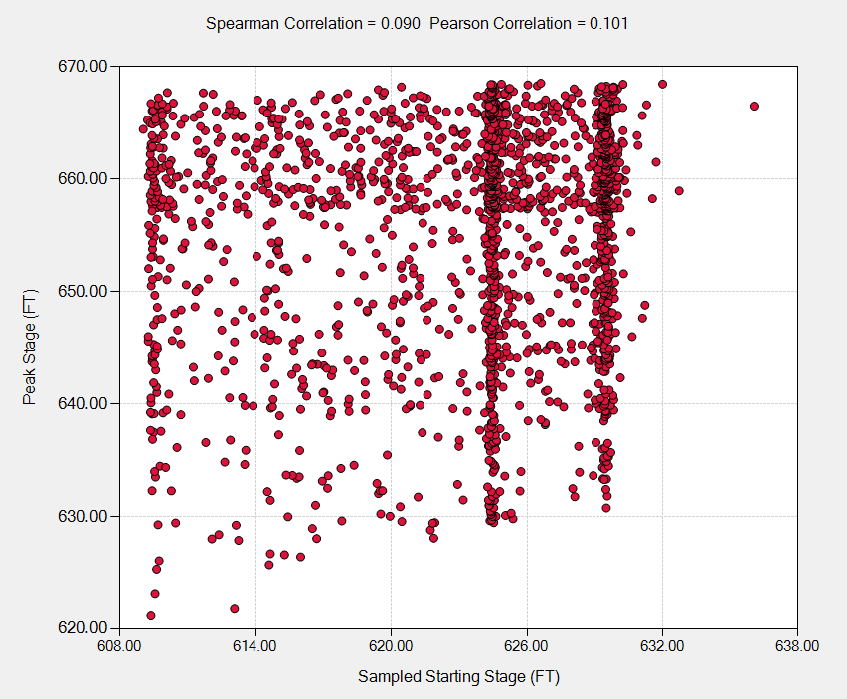 Spearman Correlation = 0.090  Pearson Correlation = 0.101
670.00
660.00
650.00
640.00
630.00
620.00
Peak Stage (FT)
608.00 614.00 620.00 626.00 632.00 638.00
Sampled Starting Stage (FT)